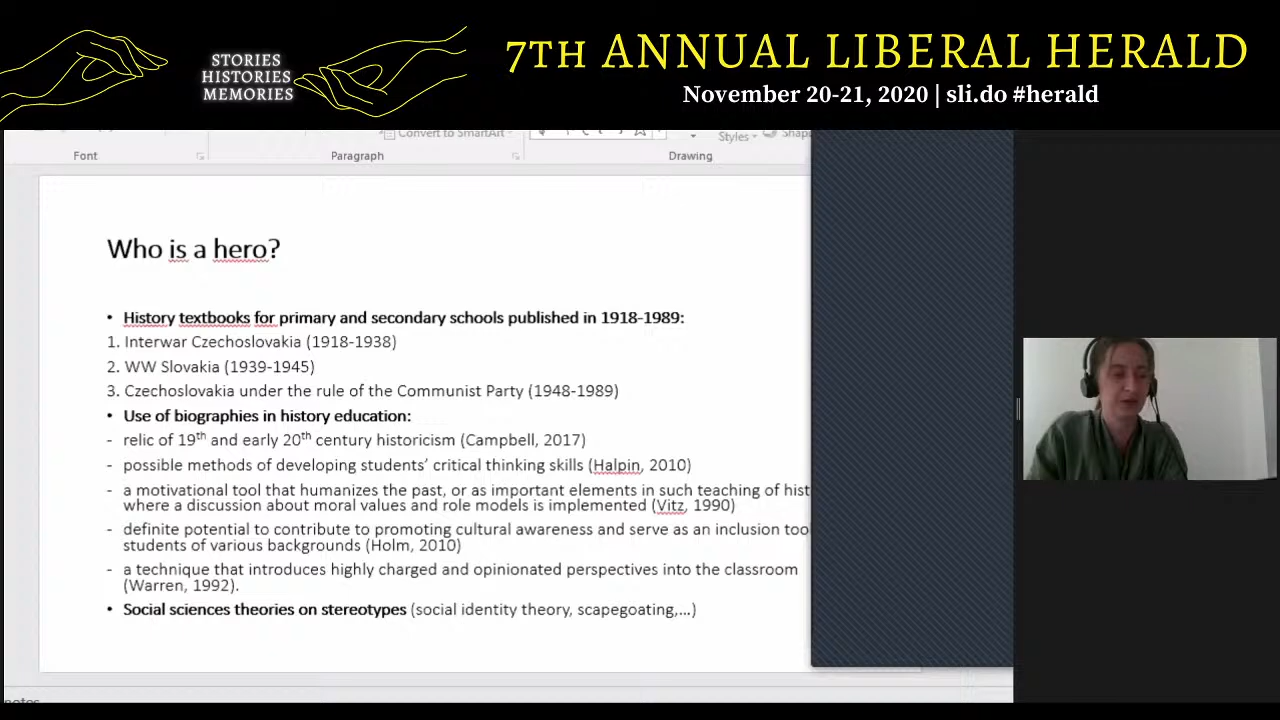 STORIES
HISTORIES
MEMORIES
7TH ANNUAL LIBERAL HERALD
November 20-21, 2020 | sli.do #herald
Convert to SmartArt
Styles
Font
Paragraph
Drawing
Who is a hero?
• History textbooks for primary and secondary schools published in 1918-1989:
1. Interwar Czechoslovakia (1918-1938)
2. WW Slovakia (1939-1945)
3. Czechoslovakia under the rule of the Communist Party (1948-1989)
• Use of biographies in history education:
- relic of 19th and early 20th century historicism (Campbell, 2017)
- possible methods of developing students’ critical thinking skills (Halpin, 2010)
- a motivational tool that humanizes the past, or as important elements in such teaching of hist
where a discussion about moral values and role models is implemented (Vitz, 1990)
- definite potential to contribute to promoting cultural awareness and serve as an inclusion too
students of various backgrounds (Holm, 2010)
- a technique that introduces highly charged and opinionated perspectives into the classroom
(Warren, 1992).
• Social sciences theories on stereotypes (social identity theory, scapegoating,...)